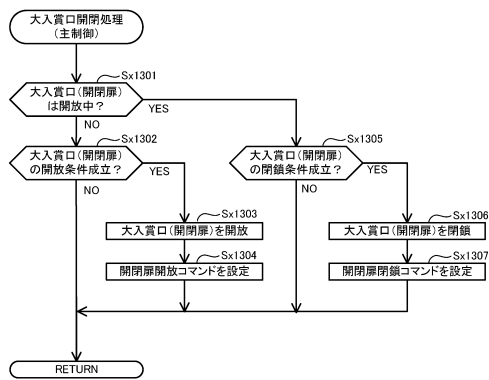 大入賞口開閉処理
（主制御）
Sx1301
大入賞口（開閉扉）
は開放中？
YES
NO
Sx1302
大入賞口（開閉扉）
の開放条件成立？
YES
NO
Sx1305
大入賞口（開閉扉）
の閉鎖条件成立？
YES
NO
Sx1303
大入賞口（開閉扉）を開放
Sx1304
開閉扉開放コマンドを設定
Sx1306
大入賞口（開閉扉）を閉鎖
Sx1307
開閉扉閉鎖コマンドを設定
RETURN